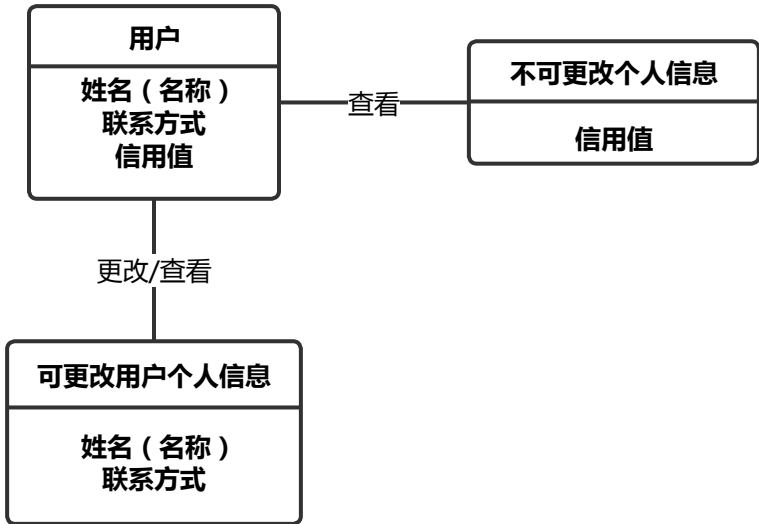 用户
姓名（名称）
联系方式
信用值
查看
不可更改个人信息
信用值
更改/查看
可更改用户个人信息
姓名（名称）
联系方式